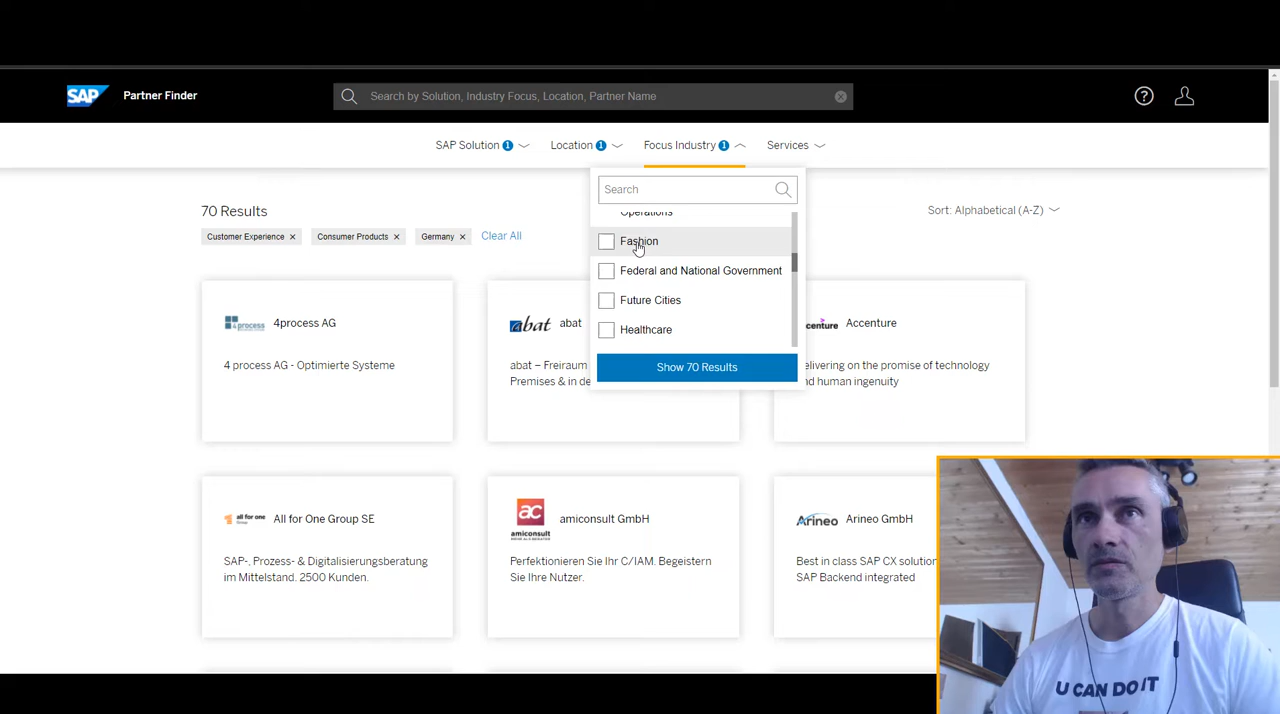 SAP
Partner Finder
Search by Solution, Industry Focus, Location, Partner Name
?
SAP Solution 1
Location 1
Focus Industry 1
Services
Search
Operations
Fashion
Federal and National Government
Future Cities
Healthcare
Show 70 Results
70 Results
Sort: Alphabetical (A-Z)
Customer Experience
Consumer Products
Germany
Clear All
4process AG
4 process AG - Optimierte Systeme
abat
abat
abat – Freiraum
Premises & in de
ccenture
Accenture
elivering on the promise of technology
nd human ingenuity
all for one
Group
All for One Group SE
SAP-, Prozess- & Digitalisierungsberatung
im Mittelstand. 2500 Kunden.
ac
amiconsult
amiconsult GmbH
Perfektionieren Sie Ihr C/IAM. Begeistern
Sie Ihre Nutzer.
Arineo
Arineo GmbH
Best in class SAP CX solution
SAP Backend integrated
U CAN DO IT